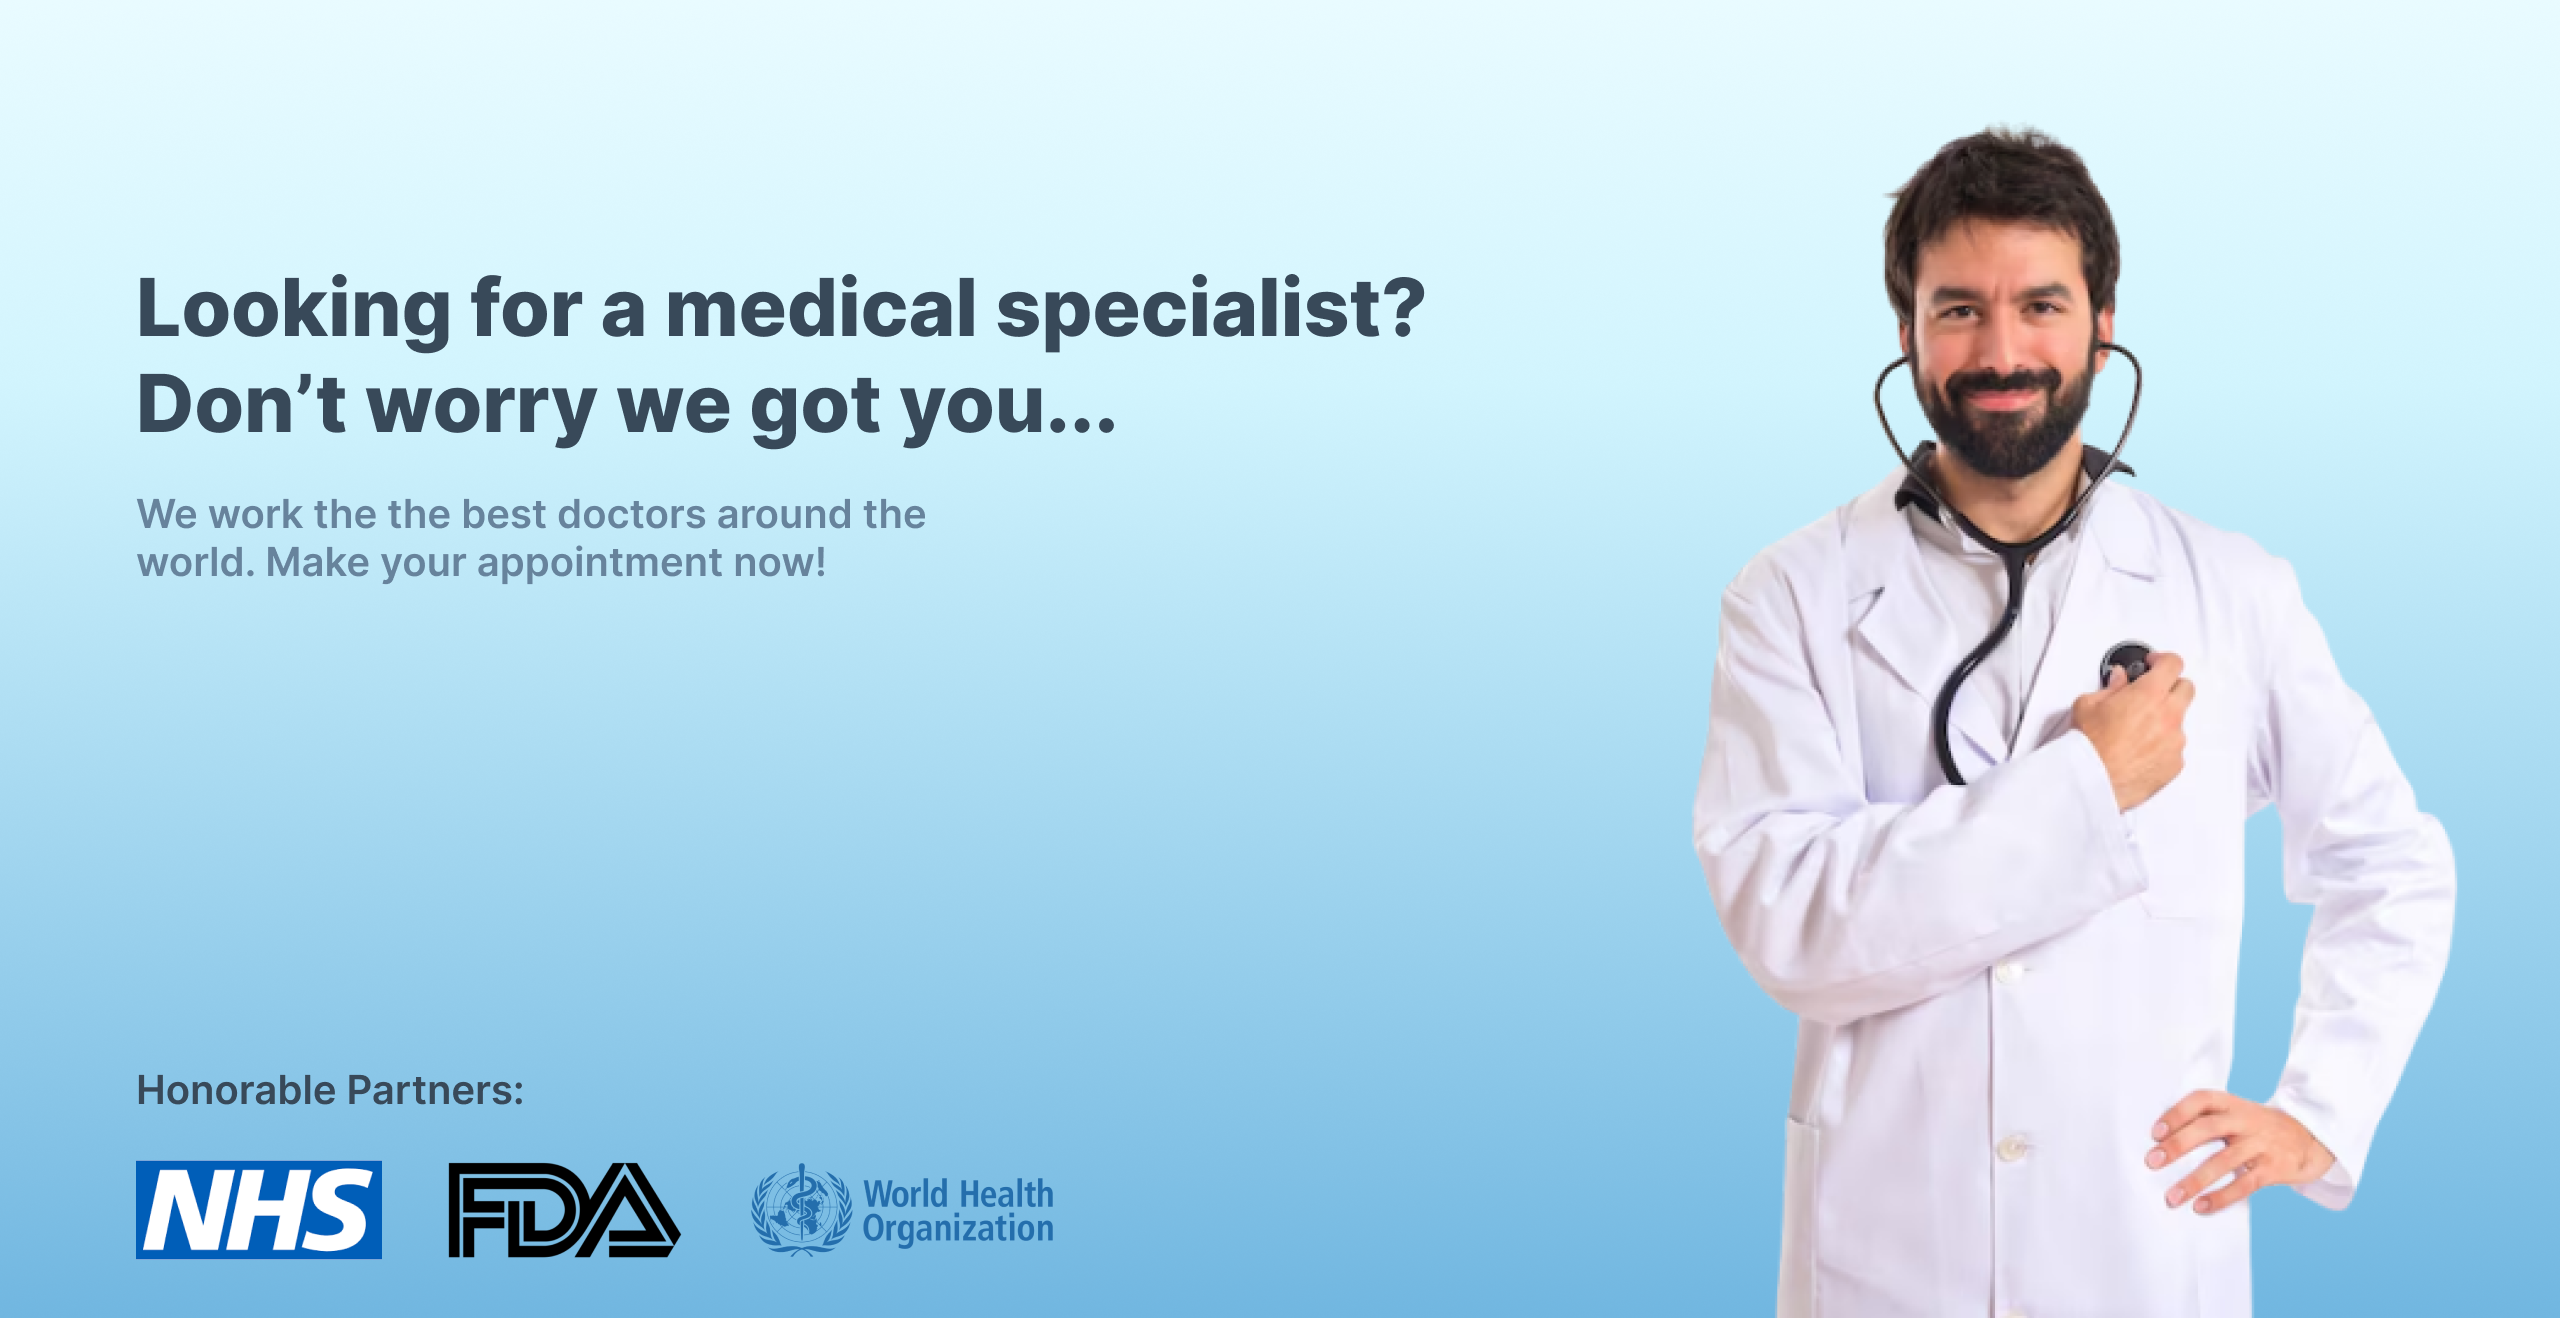 Looking for a medical specialist?
Don’t worry we got you...
We work the the best doctors around the
world. Make your appointment now!
Honorable Partners:
NHS
FDA
World Health
Organization